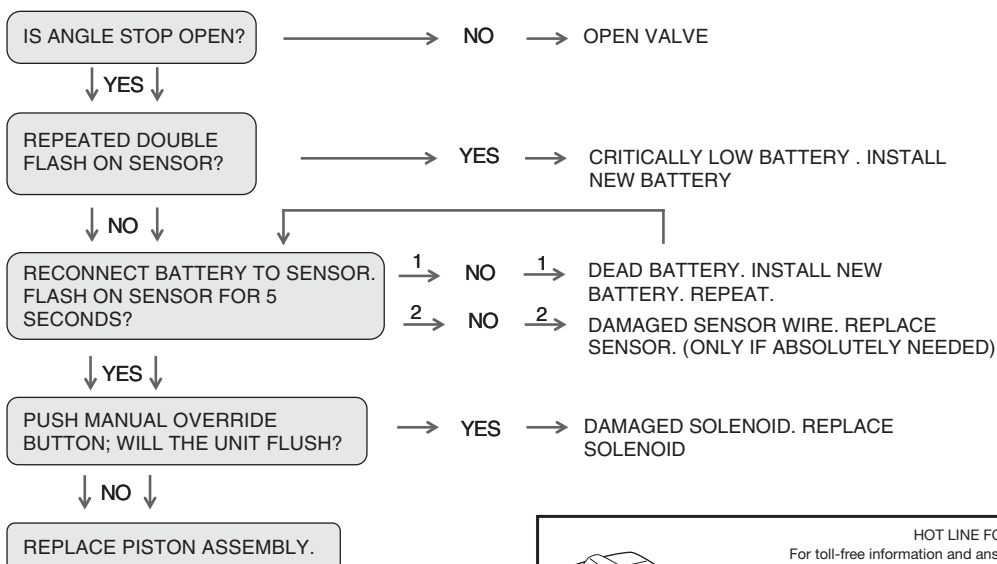 IS ANGLE STOP OPEN?
NO
OPEN VALVE
YES
REPEATED DOUBLE
FLASH ON SENSOR?
YES
CRITICALLY LOW BATTERY . INSTALL
NEW BATTERY
NO
RECONNECT BATTERY TO SENSOR.
FLASH ON SENSOR FOR 5
SECONDS?
1 NO 1
DEAD BATTERY. INSTALL NEW
BATTERY. REPEAT.
2 NO 2
DAMAGED SENSOR WIRE. REPLACE
SENSOR. (ONLY IF ABSOLUTELY NEEDED)
YES
PUSH MANUAL OVERRIDE
BUTTON; WILL THE UNIT FLUSH?
YES
DAMAGED SOLENOID. REPLACE
SOLENOID
NO
REPLACE PISTON ASSEMBLY.
HOT LINE
For toll-free information and